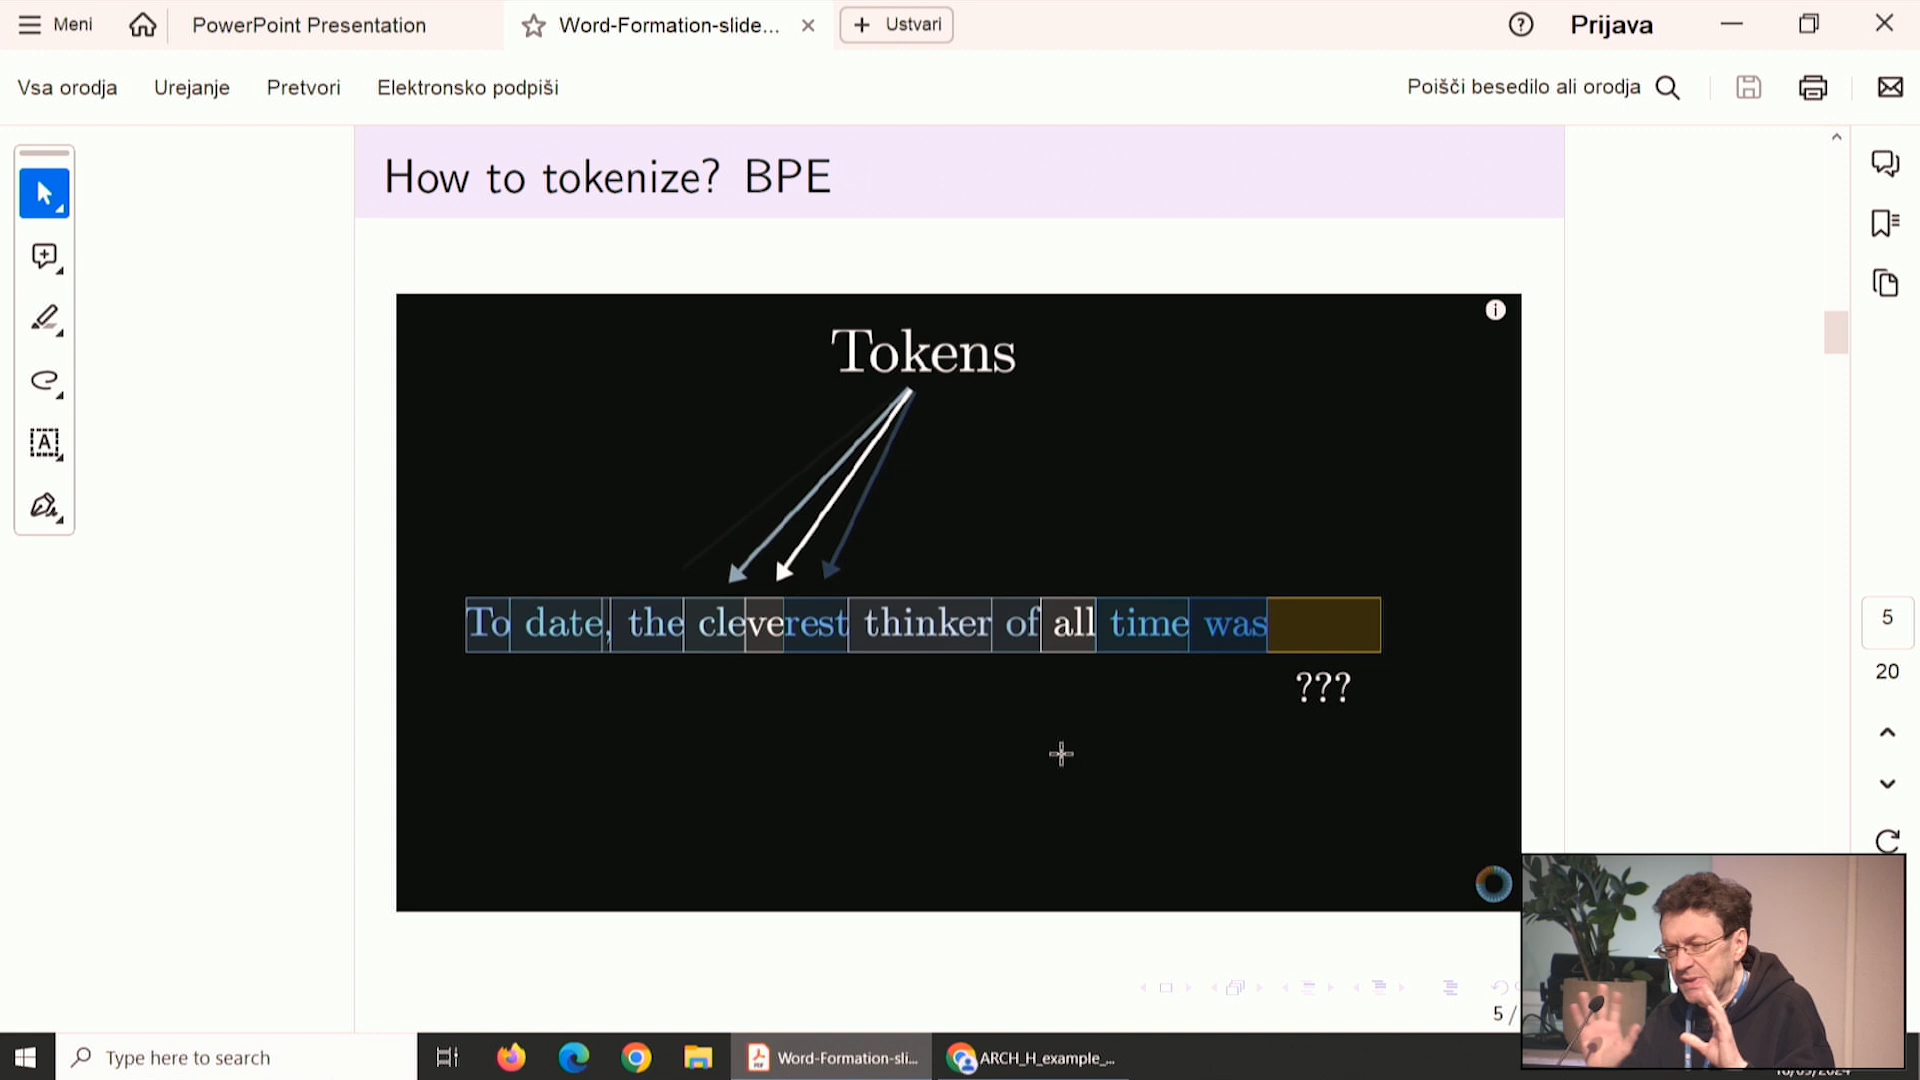 Meni
PowerPoint Presentation
Word-Formation-slide...
Ustvari
Prijava
Vsa orodja
Urejanje
Pretvori
Elektronsko podpiši
Poišči besedilo ali orodja
How to tokenize? BPE
Tokens
To date, the cleverest thinker of all time was
???
5
20
5 /
Type here to search
Word-Formation-sli...
ARCH_H_example_...